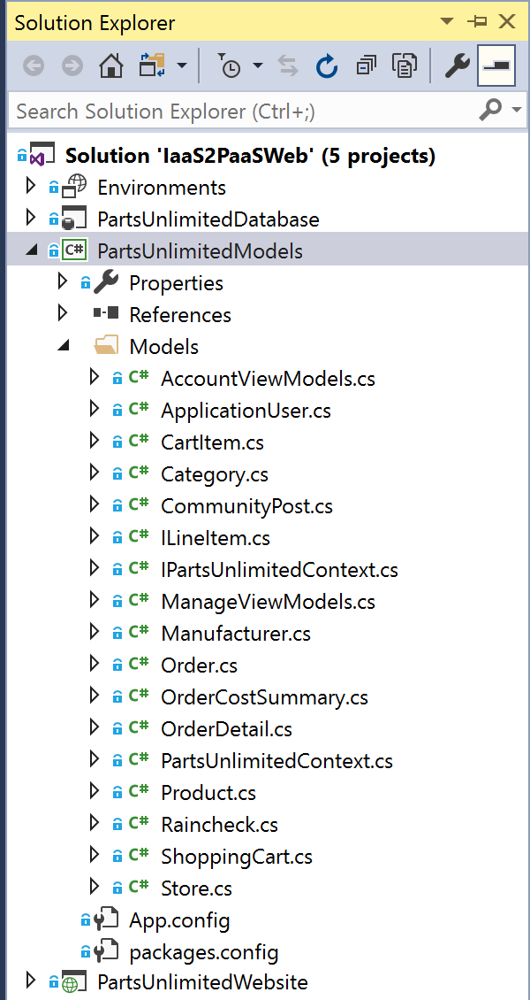 Solution Explorer
Search Solution Explorer (Ctrl+;)
Solution 'IaaS2PaaSWeb' (5 projects)
Environments
PartsUnlimitedDatabase
C# PartsUnlimitedModels
Properties
References
Models
C# AccountViewModels.cs
C# ApplicationUser.cs
C# CartItem.cs
C# Category.cs
C# CommunityPost.cs
C# ILineItem.cs
C# IPartsUnlimitedContext.cs
C# ManageViewModels.cs
C# Manufacturer.cs
C# Order.cs
C# OrderCostSummary.cs
C# OrderDetail.cs
C# PartsUnlimitedContext.cs
C# Product.cs
C# Raincheck.cs
C# ShoppingCart.cs
C# Store.cs
App.config
packages.config
PartsUnlimitedWebsite